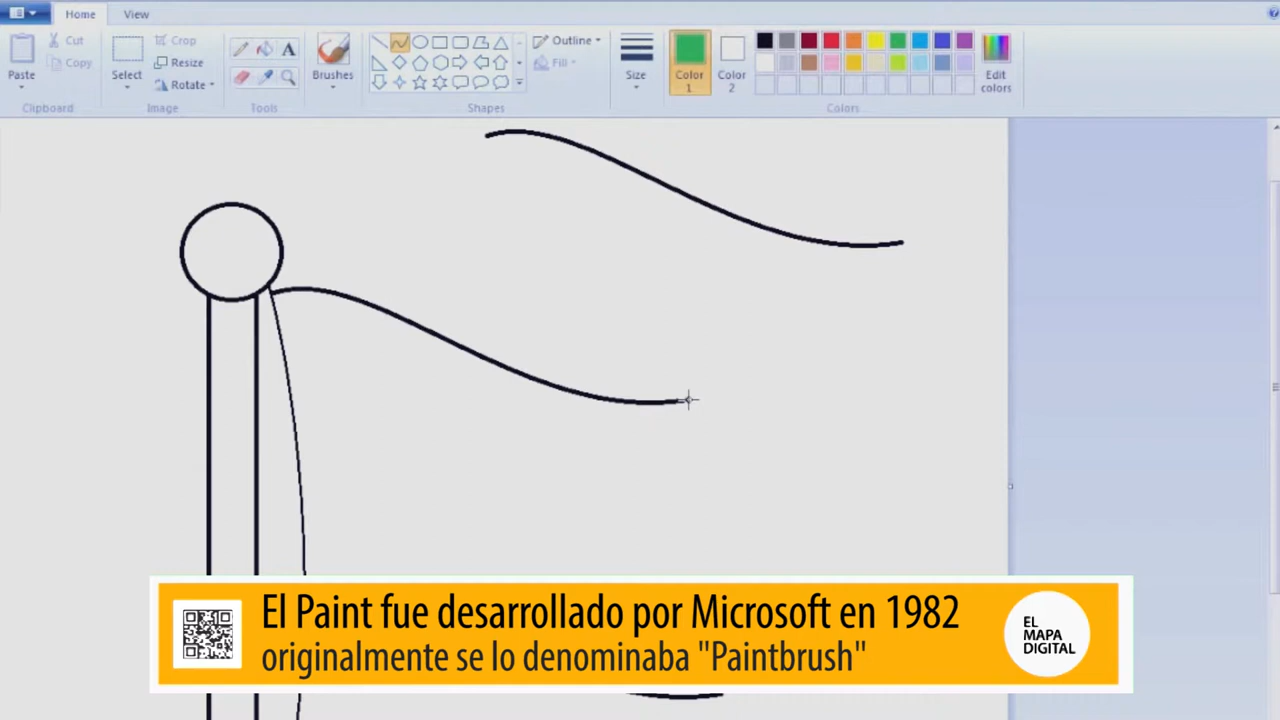 Home
View
Cut
Copy
Paste
Clipboard
Crop
Resize
Rotate
Select
Image
A
Tools
Brushes
Outline
Fill
Shapes
Size
Color 1
Color 2
Edit colors
Colors
El Paint fue desarrollado por Microsoft en 1982
originalmente se lo denominaba "Paintbrush"
EL
MAPA
DIGITAL